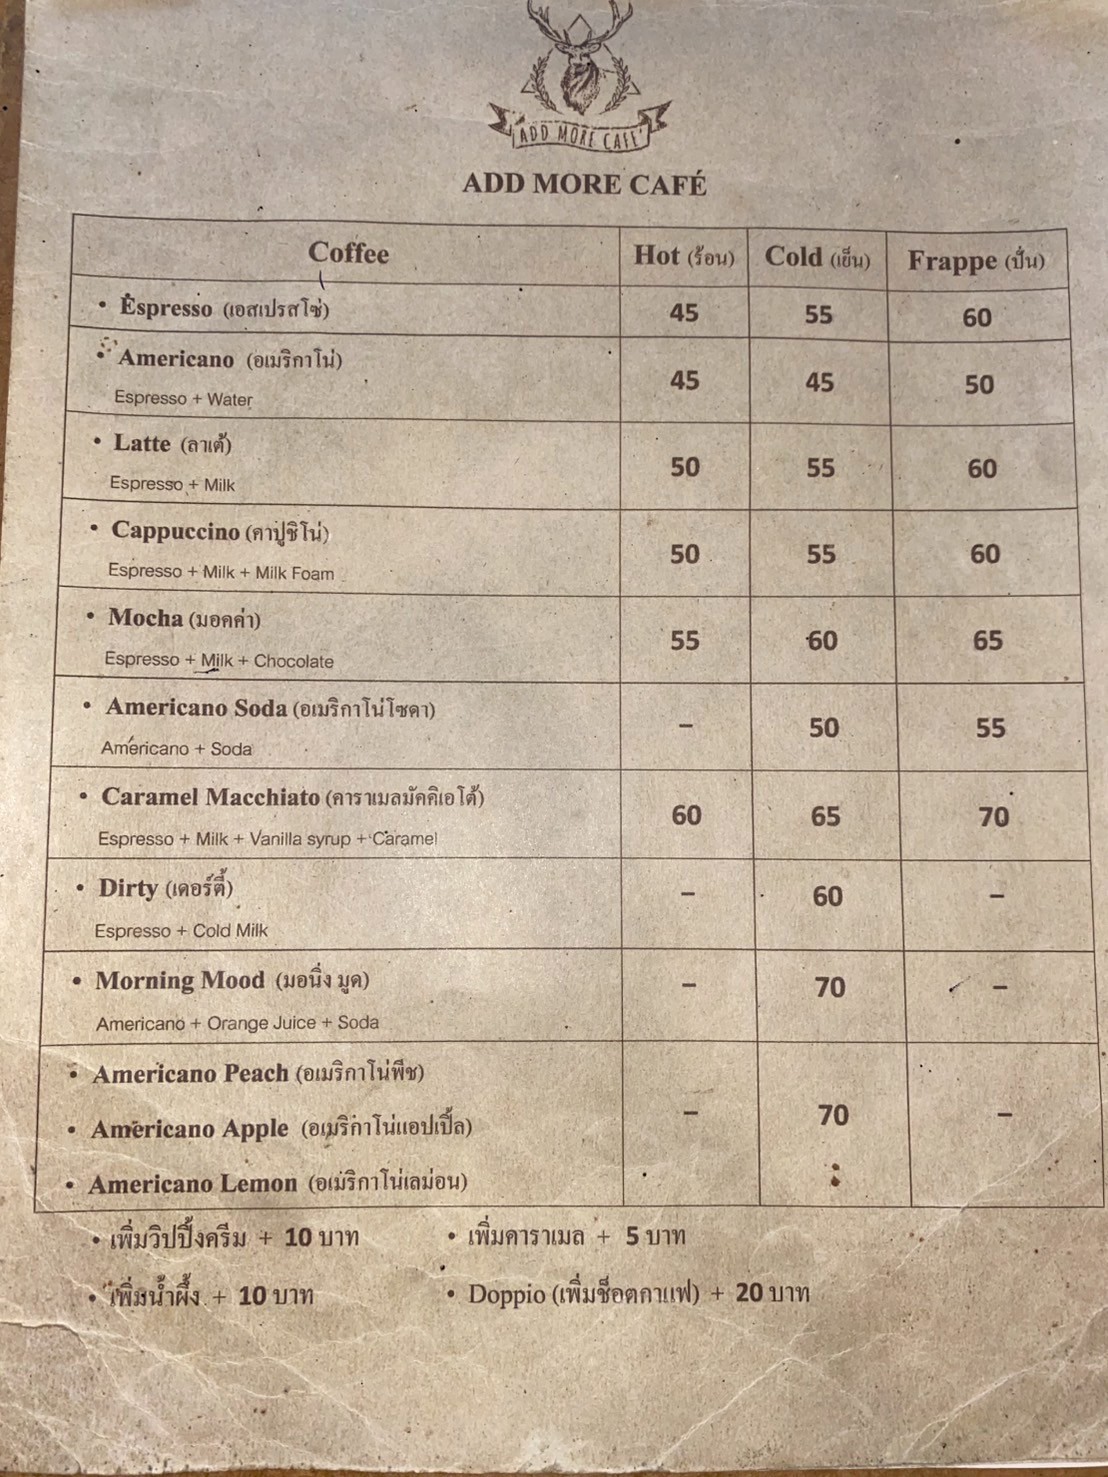 ADD MORE CAFE
ADD MORE CAFÉ
Coffee Hot (ร้อน) Cold (เย็น) Frappe (ปั่น)
• Espresso (เอสเปรสโซ่) 45 55 60
• Americano (อเมริกาโน่) 45 45 50
Espresso + Water
• Latte (ลาเต้) 50 55 60
Espresso + Milk
• Cappuccino (คาปูชิโน่) 50 55 60
Espresso + Milk + Milk Foam
• Mocha (มอคค่า) 55 60 65
Espresso + Milk + Chocolate
• Americano Soda (อเมริกาโน่โซดา) – 50 55
Americano + Soda
• Caramel Macchiato (คาราเมลมัคคิเอโต้) 60 65 70
Espresso + Milk + Vanilla syrup + Caramel
• Dirty (เดอร์ตี้) – 60 –
Espresso + Cold Milk
• Morning Mood (มอนิ่ง มูด) – 70 –
Americano + Orange Juice + Soda
• Americano Peach (อเมริกาโน่พีช)
• Americano Apple (อเมริกาโน่แอปเปิ้ล) – 70 –
• Americano Lemon (อเมริกาโน่เลม่อน)
• เพิ่มวิปปิ้งครีม + 10 บาท • เพิ่มคาราเมล + 5 บาท
• เพิ่มน้ำผึ้ง + 10 บาท • Doppio (เพิ่มช็อตกาแฟ) + 20 บาท